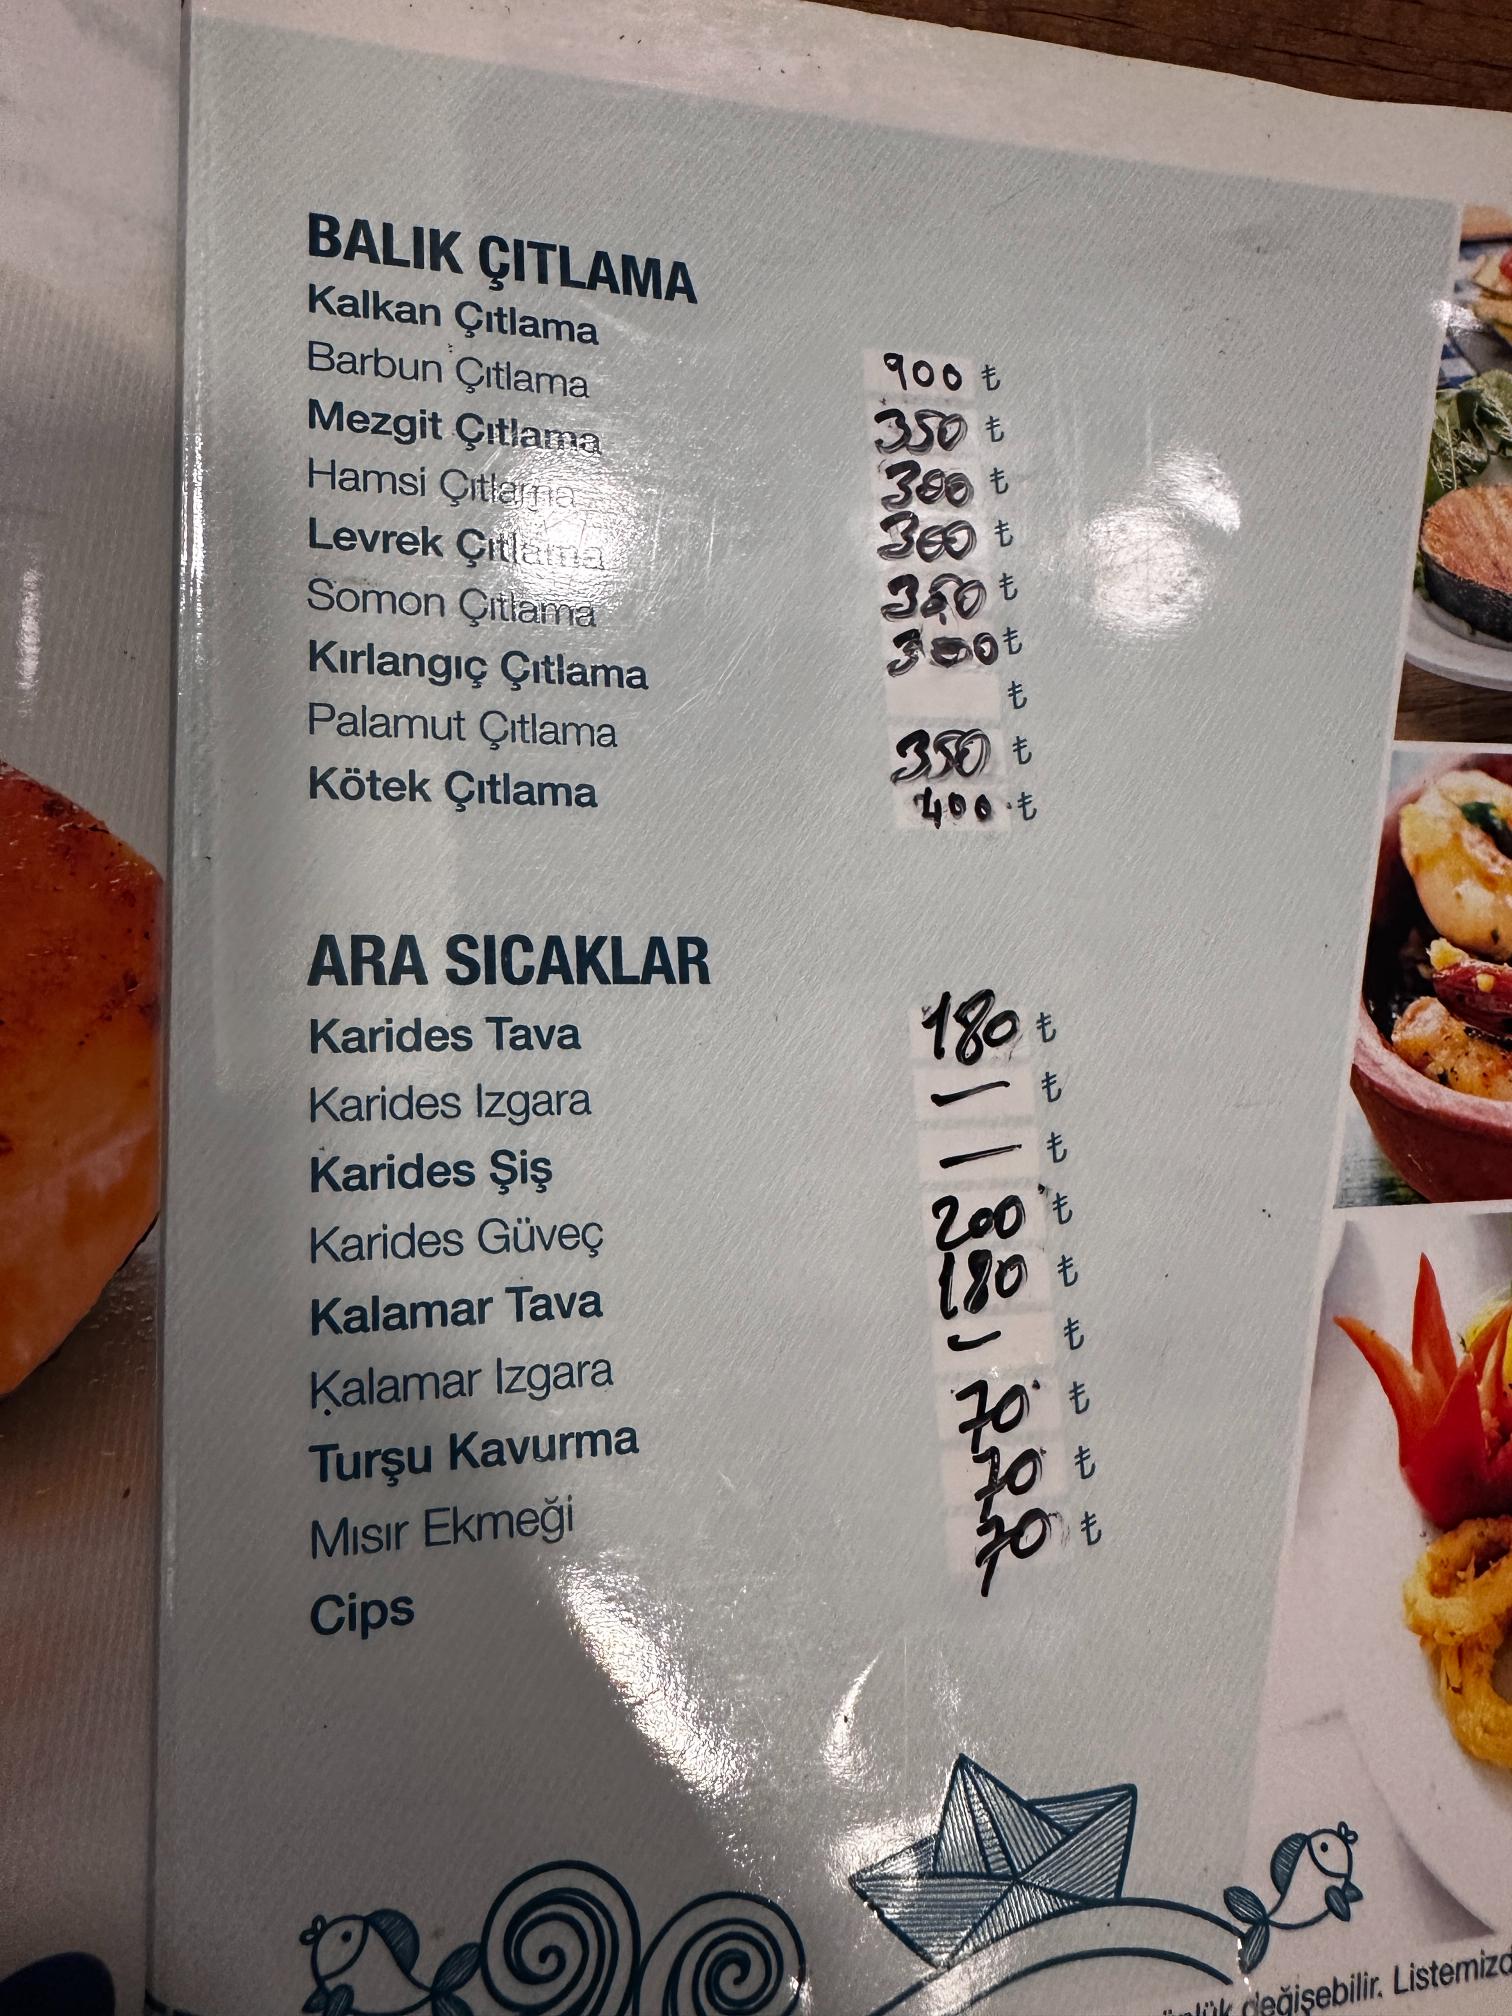 BALIK ÇITLAMA
Kalkan Çıtlama 900 ₺
Barbun Çıtlama 350 ₺
Mezgit Çıtlama 300 ₺
Hamsi Çıtlama 300 ₺
Levrek Çıtlama 350 ₺
Somon Çıtlama 300 ₺
Kırlangıç Çıtlama ₺
Palamut Çıtlama 350 ₺
Kötek Çıtlama 400 ₺
ARA SICAKLAR
Karides Tava 180 ₺
Karides Izgara — ₺
Karides Şiş — ₺
Karides Güveç 200 ₺
Kalamar Tava 180 ₺
Kalamar Izgara — ₺
Turşu Kavurma 70 ₺
Mısır Ekmeği 70 ₺
Cips 70 ₺
değişebilir. Listemizd